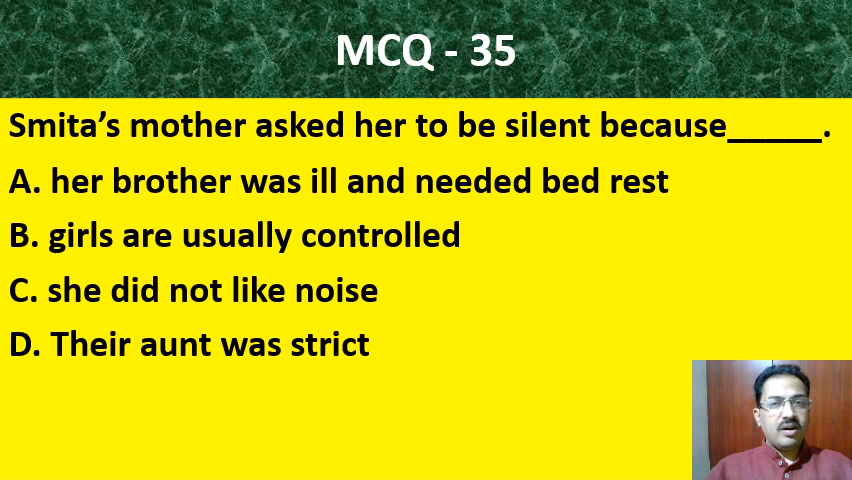 MCQ - 35
Smita’s mother asked her to be silent because_____.
A. her brother was ill and needed bed rest
B. girls are usually controlled
C. she did not like noise
D. Their aunt was strict